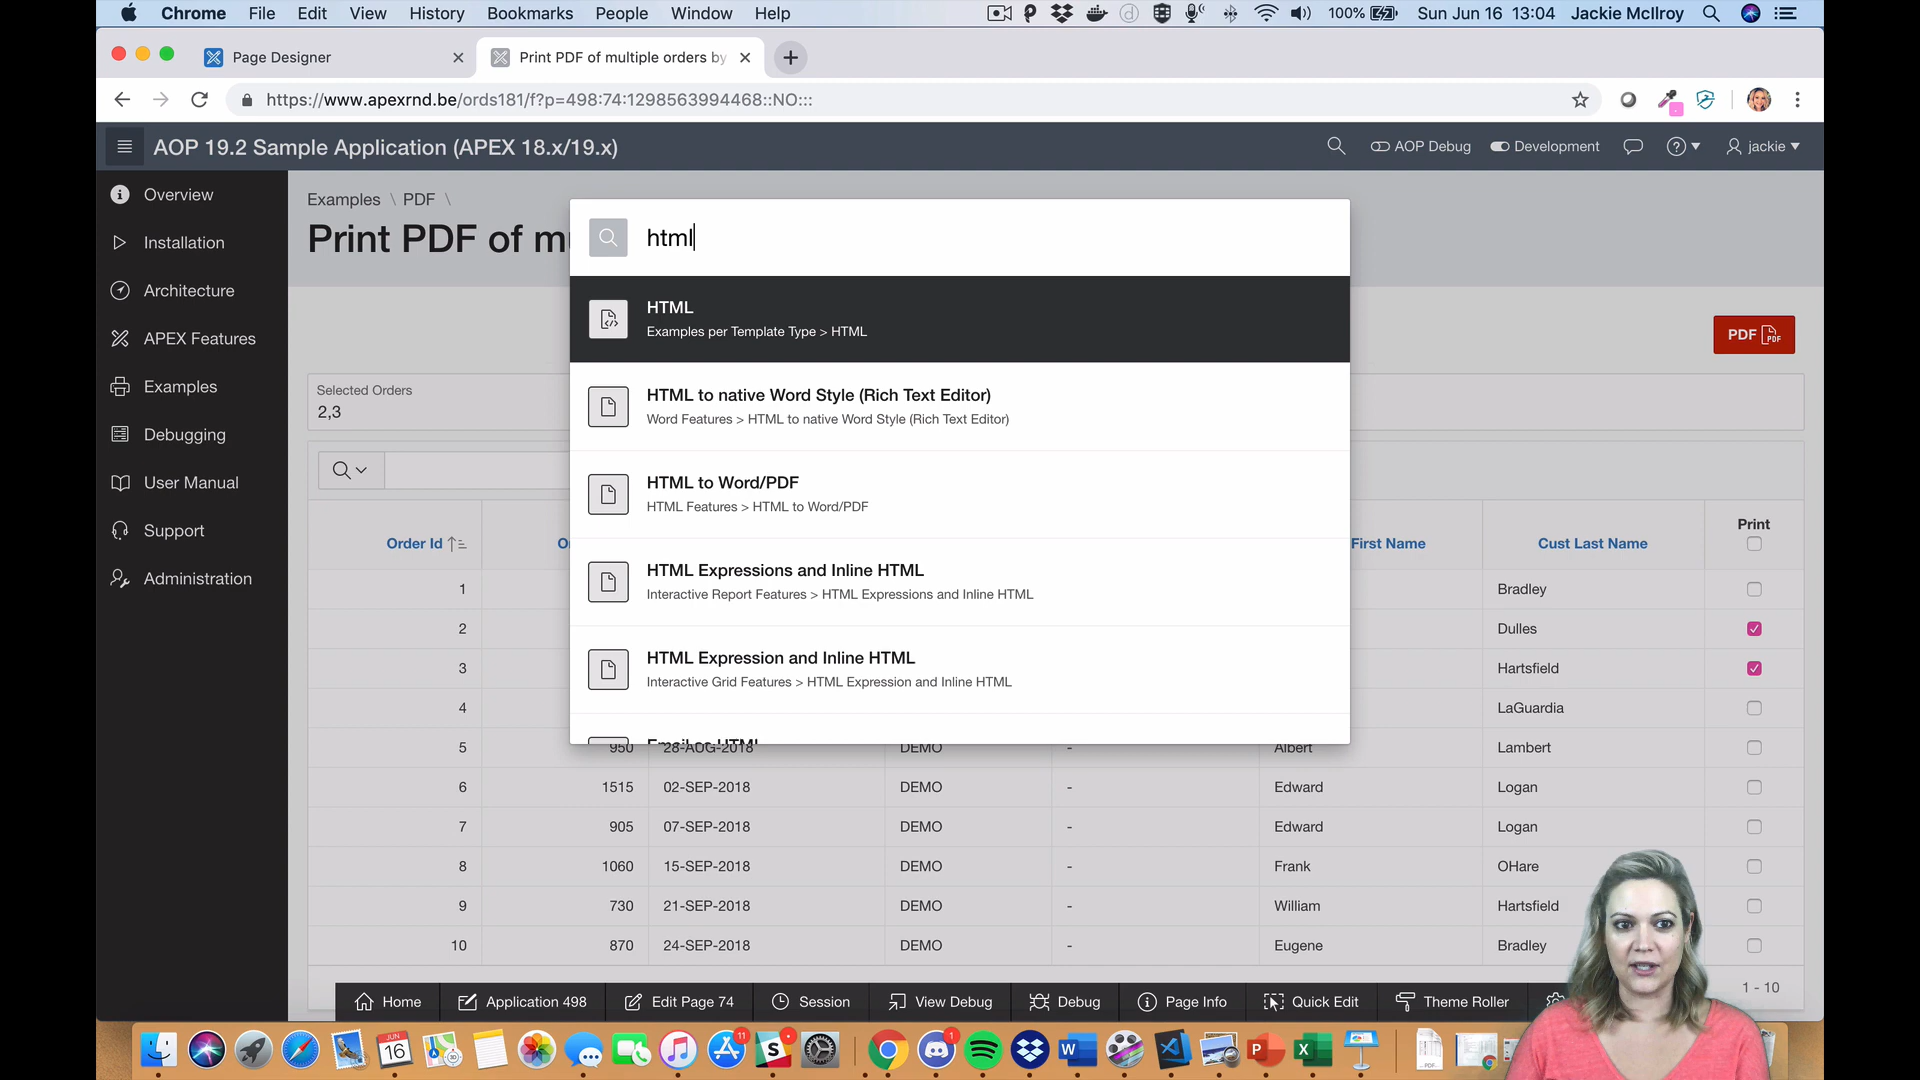 Chrome File Edit View History Bookmarks People Window Help 100% Sun Jun 16 13:04 Jackie McIlroy
Page Designer
Print PDF of multiple orders by
https://www.apexrnd.be/ords181/f?p=498:74:1298563994468::NO:::
AOP 19.2 Sample Application (APEX 18.x/19.x) AOP Debug Development jackie
Overview
Installation
Architecture
APEX Features
Examples
Debugging
User Manual
Support
Administration
Examples \ PDF \
Print PDF of
PDF
Selected Orders
2,3
html
HTML
Examples per Template Type > HTML
HTML to native Word Style (Rich Text Editor)
Word Features > HTML to native Word Style (Rich Text Editor)
HTML to Word/PDF
HTML Features > HTML to Word/PDF
HTML Expressions and Inline HTML
Interactive Report Features > HTML Expressions and Inline HTML
HTML Expression and Inline HTML
Interactive Grid Features > HTML Expression and Inline HTML
Order Id First Name Cust Last Name Print
1 Bradley
2 Dulles
3 Hartsfield
4 LaGuardia
5 950 28-AUG-2018 DEMO Albert Lambert
6 1515 02-SEP-2018 DEMO - Edward Logan
7 905 07-SEP-2018 DEMO - Edward Logan
8 1060 15-SEP-2018 DEMO - Frank OHare
9 730 21-SEP-2018 DEMO - William Hartsfield
10 870 24-SEP-2018 DEMO - Eugene Bradley
1 - 10
Home Application 498 Edit Page 74 Session View Debug Debug Page Info Quick Edit Theme Roller
JUN
16
11
1